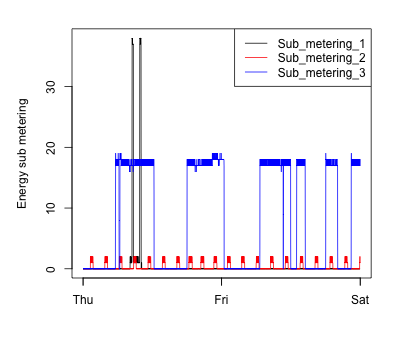 Sub_metering_1
Sub_metering_2
Sub_metering_3
Energy sub metering
30
20
10
0
Thu
Fri
Sat